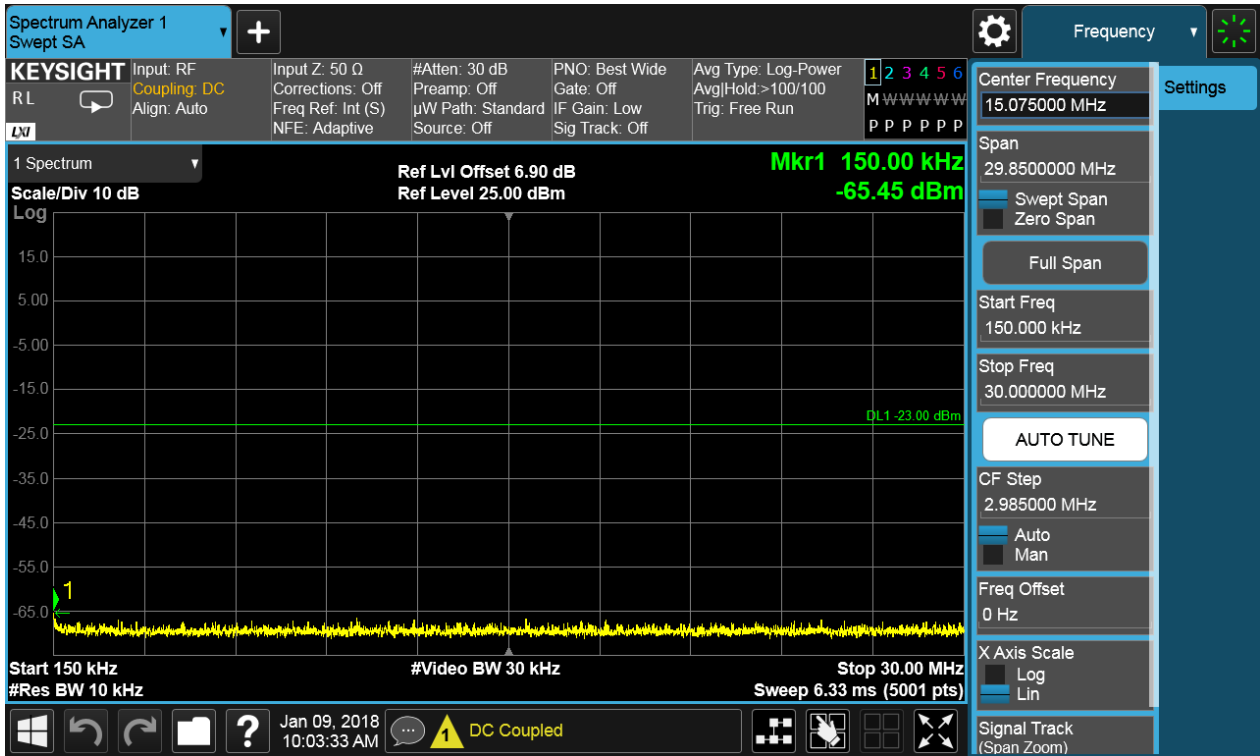 Spectrum Analyzer 1
Swept SA
Frequency
KEYSIGHT
RL
LXI
Input: RF
Coupling: DC
Align: Auto
Input Z: 50 Ω
Corrections: Off
Freq Ref: Int (S)
NFE: Adaptive
#Atten: 30 dB
Preamp: Off
µW Path: Standard
Source: Off
PNO: Best Wide
Gate: Off
IF Gain: Low
Sig Track: Off
Avg Type: Log-Power
Avg|Hold:>100/100
Trig: Free Run
1 2 3 4 5 6
M W W W W W
P P P P P P
1 Spectrum
Scale/Div 10 dB
Log
Ref Lvl Offset 6.90 dB
Ref Level 25.00 dBm
Mkr1 150.00 kHz
-65.45 dBm
15.0
5.00
-5.00
-15.0
-25.0
-35.0
-45.0
-55.0
-65.0
DL1 -23.00 dBm
1
Start 150 kHz
#Res BW 10 kHz
#Video BW 30 kHz
Stop 30.00 MHz
Sweep 6.33 ms (5001 pts)
Center Frequency
15.075000 MHz
Span
29.8500000 MHz
Swept Span
Zero Span
Full Span
Start Freq
150.000 kHz
Stop Freq
30.000000 MHz
AUTO TUNE
CF Step
2.985000 MHz
Auto
Man
Freq Offset
0 Hz
X Axis Scale
Log
Lin
Signal Track
(Span Zoom)
Settings
?
Jan 09, 2018
10:03:33 AM
1
DC Coupled